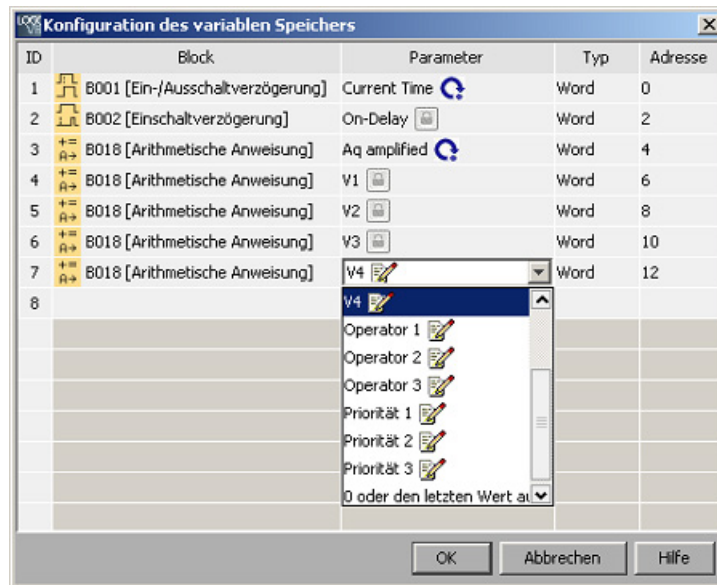 Konfiguration des variablen Speichers
ID Block Parameter Typ Adresse
1 B001 [Ein-/Ausschaltverzögerung] Current Time Word 0
2 B002 [Einschaltverzögerung] On-Delay Word 2
3 B018 [Arithmetische Anweisung] Aq amplified Word 4
4 B018 [Arithmetische Anweisung] V1 Word 6
5 B018 [Arithmetische Anweisung] V2 Word 8
6 B018 [Arithmetische Anweisung] V3 Word 10
7 B018 [Arithmetische Anweisung] V4 Word 12
8 V4
Operator 1
Operator 2
Operator 3
Priorität 1
Priorität 2
Priorität 3
0 oder den letzten Wert au
OK Abbrechen Hilfe